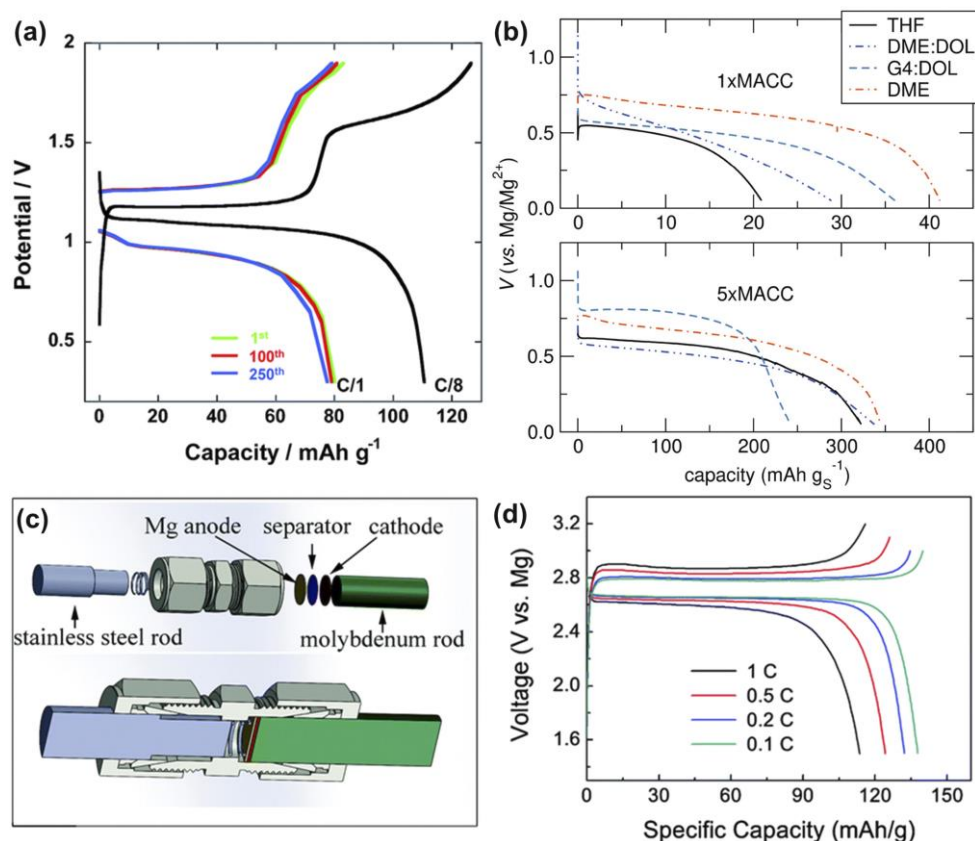 (a)
2
1.5
1
0.5
Potential / V
1st
100th
250th
C/1
C/8
0 20 40 60 80 100 120
Capacity / mAh g-1
(b)
THF
DME:DOL
G4:DOL
DME
1xMACC
1.0
0.5
0.0
0 10 20 30 40
V (vs. Mg/Mg2+)
5xMACC
1.0
0.5
0.0
0 100 200 300 400
capacity (mAh gS-1)
(c)
Mg anode
separator
cathode
stainless steel rod
molybdenum rod
(d)
3.2
2.8
2.4
2.0
1.6
Voltage (V vs. Mg)
1 C
0.5 C
0.2 C
0.1 C
0 30 60 90 120 150
Specific Capacity (mAh/g)